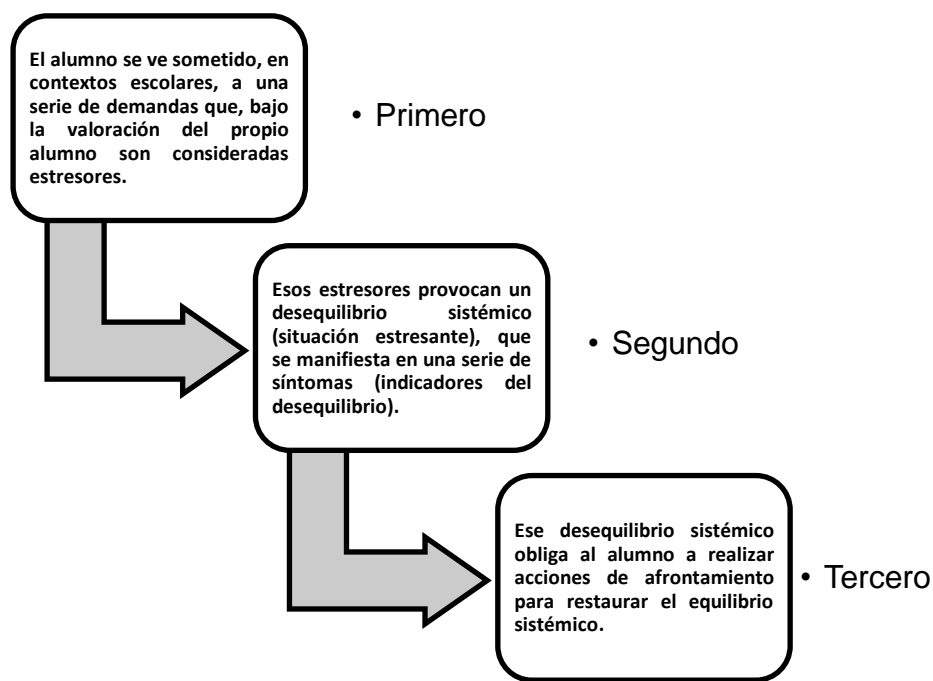 El alumno se ve sometido, en
contextos escolares, a una
serie de demandas que, bajo
la valoración del propio
alumno son consideradas
estresores.
• Primero
Esos estresores provocan un
desequilibrio sistémico
(situación estresante), que
se manifiesta en una serie de
síntomas (indicadores del
desequilibrio).
• Segundo
Ese desequilibrio sistémico
obliga al alumno a realizar
acciones de afrontamiento
para restaurar el equilibrio
sistémico.
• Tercero